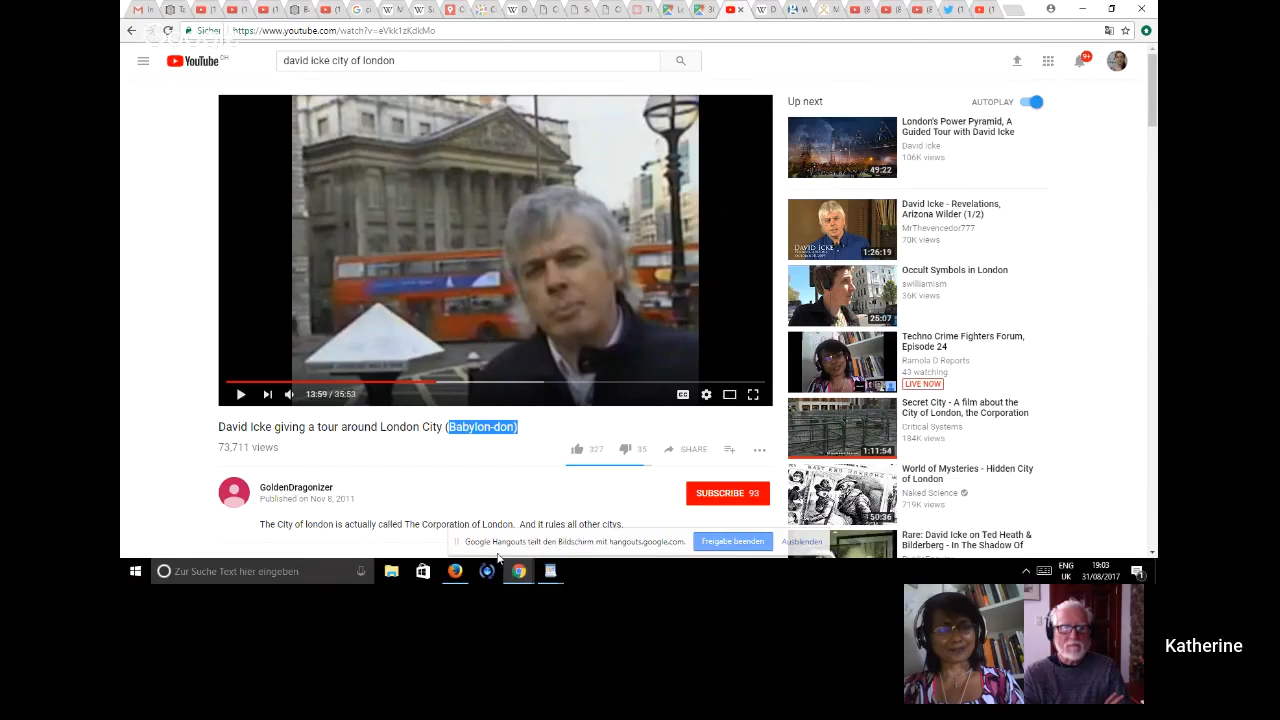 Sicher
https://www.youtube.com/watch?v=eVkk1zKdkMo
YouTube CH
david icke city of london
9+
Up next
AUTOPLAY
London's Power Pyramid, A
Guided Tour with David Icke
David Icke
106K views
49:22
David Icke - Revelations,
Arizona Wilder (1/2)
MrThevencedor777
70K views
DAVID ICKE
1:26:19
Occult Symbols in London
swilliamism
36K views
25:07
Techno Crime Fighters Forum,
Episode 24
Ramola D Reports
43 watching
LIVE NOW
Secret City - A film about the
City of London, the Corporation
Critical Systems
184K views
1:11:54
World of Mysteries - Hidden City
of London
Naked Science
719K views
50:36
Rare: David Icke on Ted Heath &
Bilderberg - In The Shadow Of
13:59 / 35:53
David Icke giving a tour around London City (Babylon-don)
73,711 views
327
35
SHARE
GoldenDragonizer
Published on Nov 8, 2011
SUBSCRIBE 93
The City of london is actually called The Corporation of London. And it rules all other citys.
Google Hangouts teilt den Bildschirm mit hangouts.google.com.
Freigabe beenden
Ausblenden
Zur Suche Text hier eingeben
ENG
UK
19:03
31/08/2017
1
Katherine